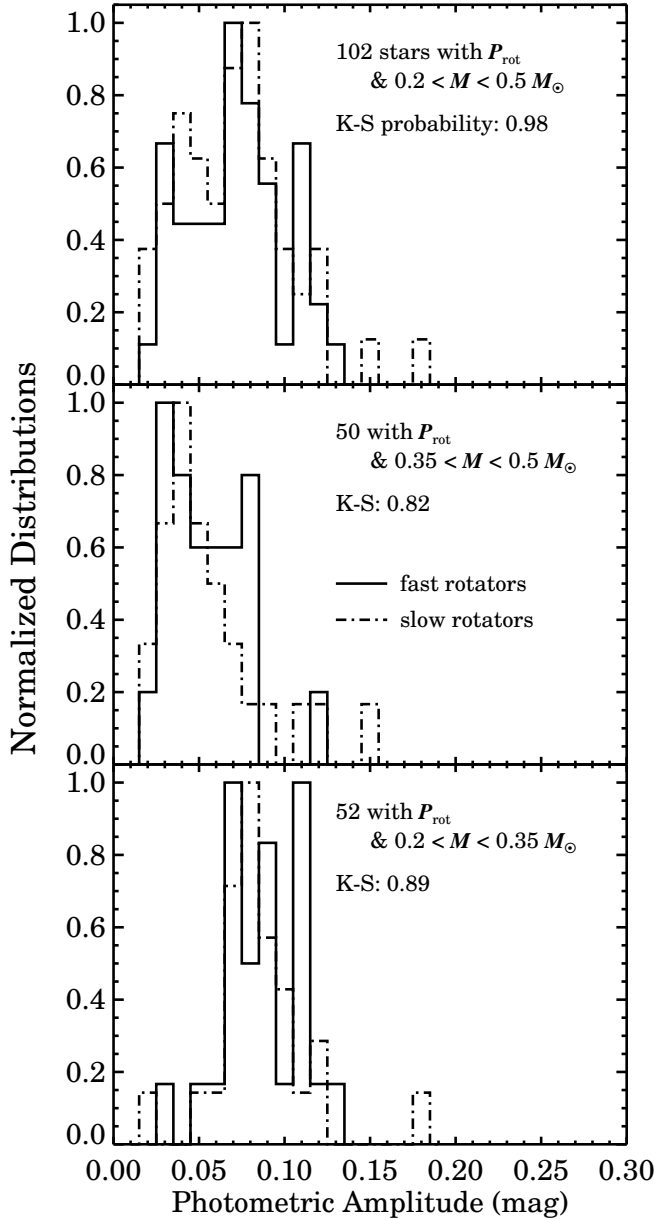 Normalized Distributions
1.0
0.8
0.6
0.4
0.2
0.0
102 stars with Prot
& 0.2 < M < 0.5 M⊙
K-S probability: 0.98
1.0
0.8
0.6
0.4
0.2
0.0
50 with Prot
& 0.35 < M < 0.5 M⊙
K-S: 0.82
fast rotators
slow rotators
1.0
0.8
0.6
0.4
0.2
0.0
52 with Prot
& 0.2 < M < 0.35 M⊙
K-S: 0.89
0.00 0.05 0.10 0.15 0.20 0.25 0.30
Photometric Amplitude (mag)